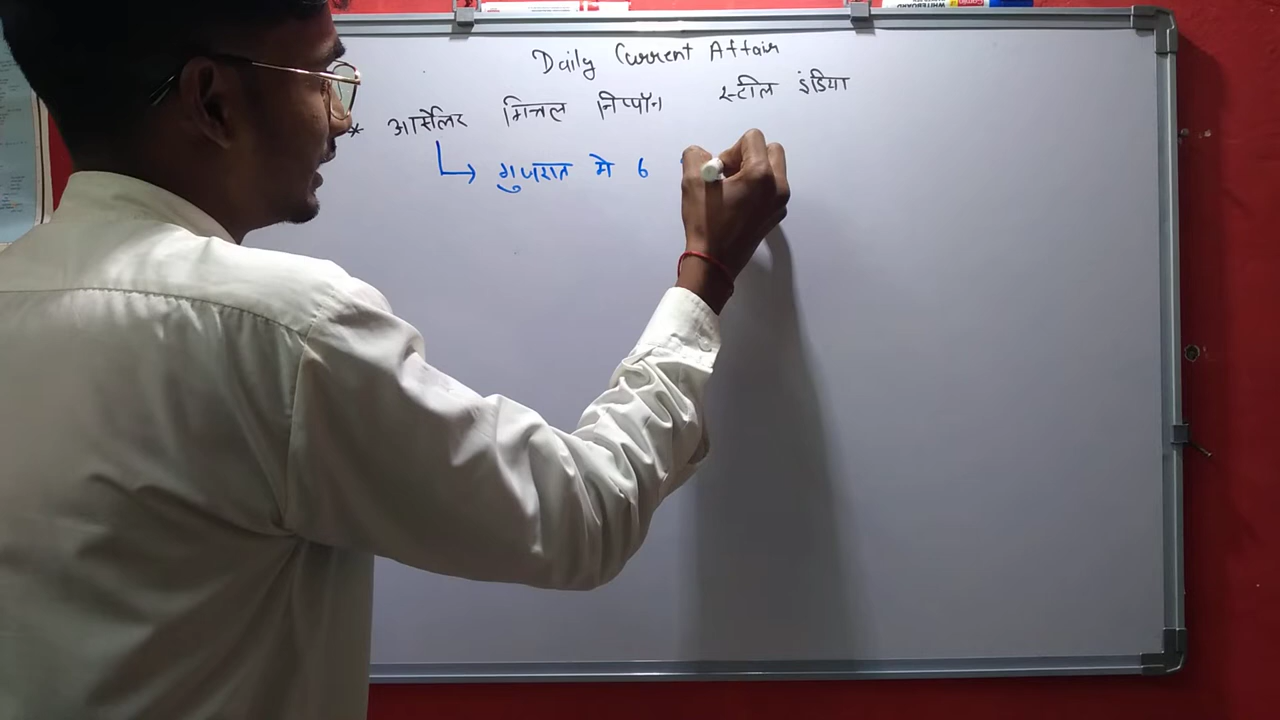 Daily Current Affair
* आर्सेलर मित्तल निप्पॉन स्टील इंडिया
गुजरात मे 6